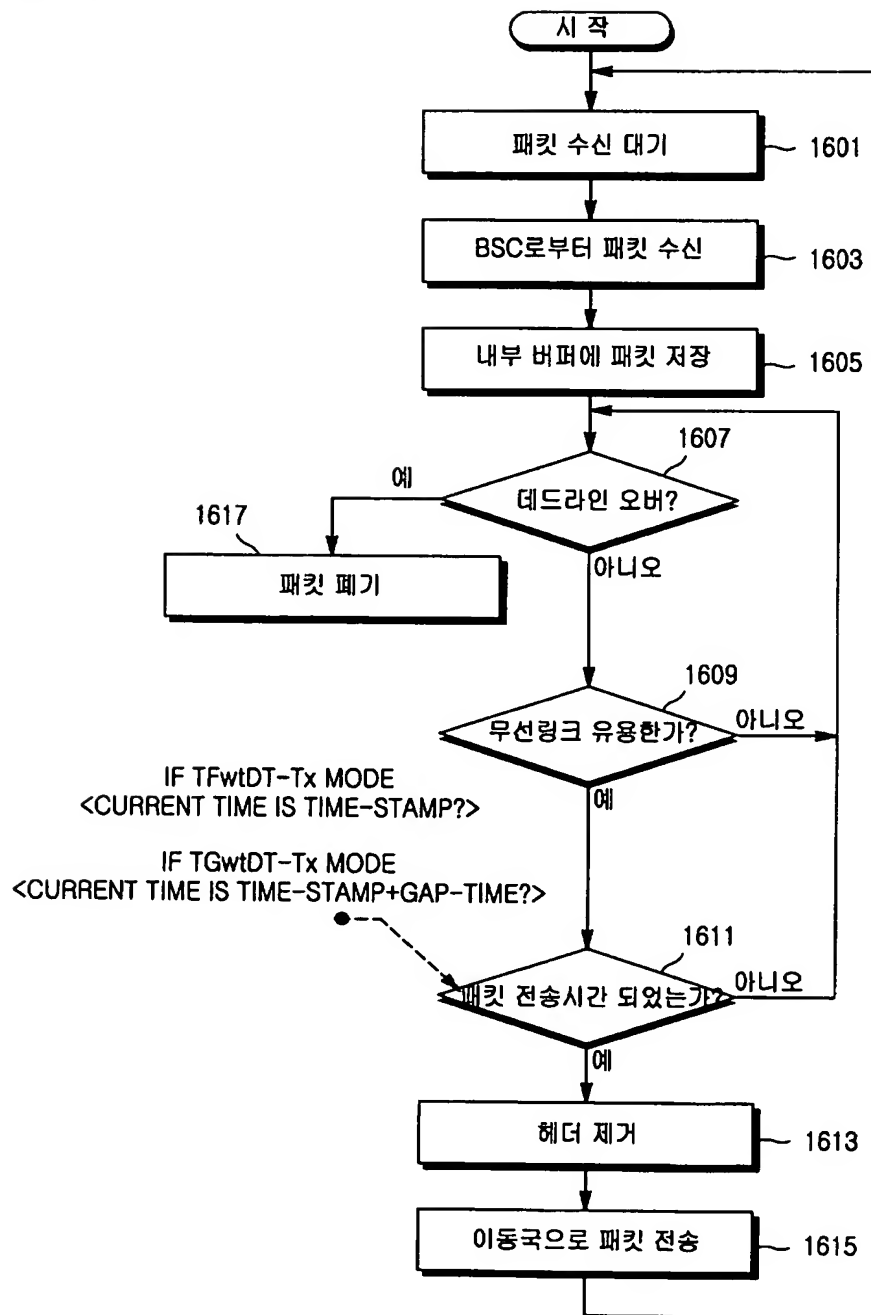 시 작
패킷 수신 대기
1601
BSC로부터 패킷 수신
1603
내부 버퍼에 패킷 저장
1605
1607
예
데드라인 오버?
1617
아니오
패킷 폐기
1609
무선링크 유용한가?
아니오
IF TFwtDT-Tx MODE
<CURRENT TIME IS TIME-STAMP?>
예
IF TGwtDT-Tx MODE
<CURRENT TIME IS TIME-STAMP+GAP-TIME?>
1611
패킷 전송시간 되었는가?
아니오
예
헤더 제거
1613
이동국으로 패킷 전송
1615